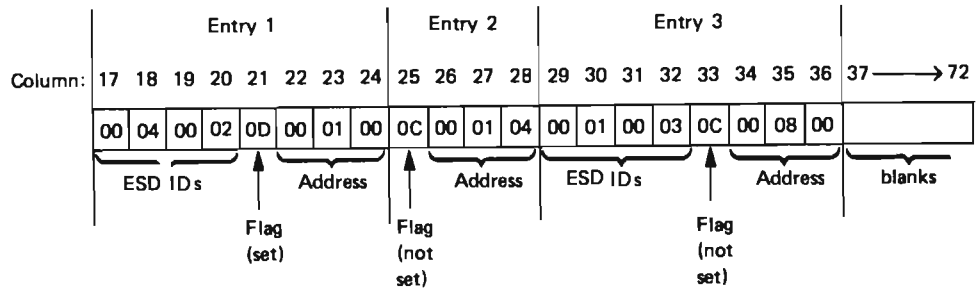 Entry 1 Entry 2 Entry 3
Column: 17 18 19 20 21 22 23 24 25 26 27 28 29 30 31 32 33 34 35 36 37 → 72
00 04 00 02 0D 00 01 00 0C 00 01 04 00 01 00 03 0C 00 08 00
ESD IDs Address Address ESD IDs Address blanks
Flag Flag Flag
(set) (not (not
set) set)